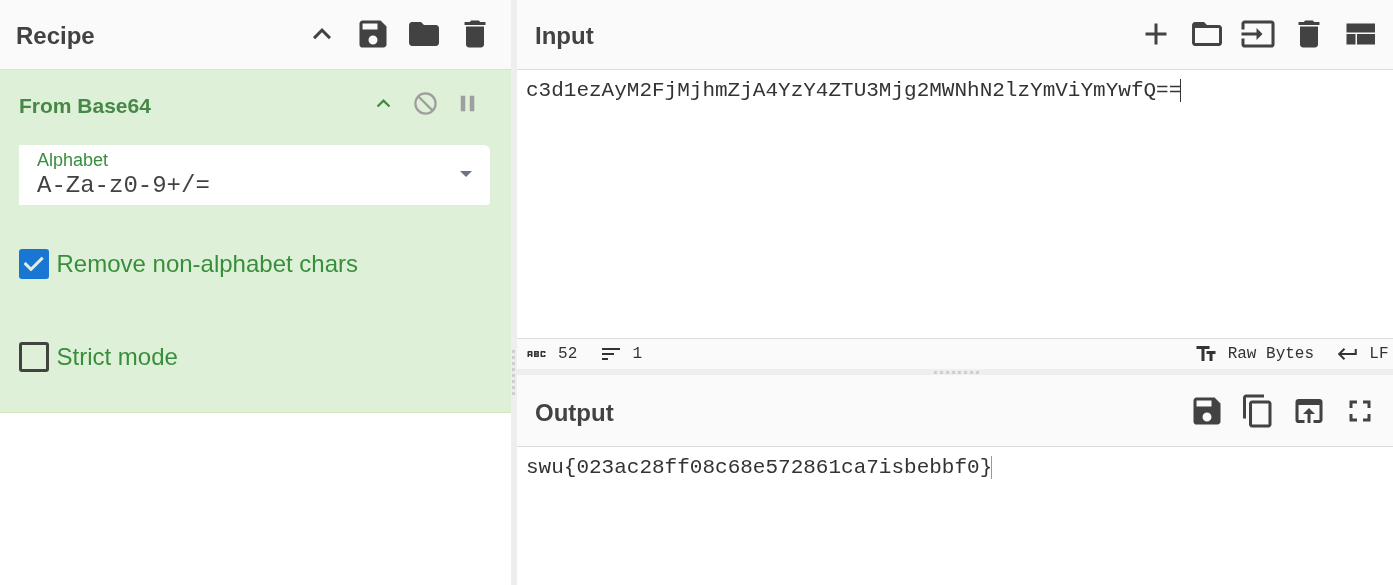 Recipe
From Base64
Alphabet
A-Za-z0-9+/=
Remove non-alphabet chars
Strict mode
Input
c3d1ezAyM2FjMjhmZjA4YzY4ZTU3Mjg2MWNhN2lzYmViYmYwfQ==
ABC 52 1 Tт Raw Bytes LF
Output
swu{023ac28ff08c68e572861ca7isbebbf0}